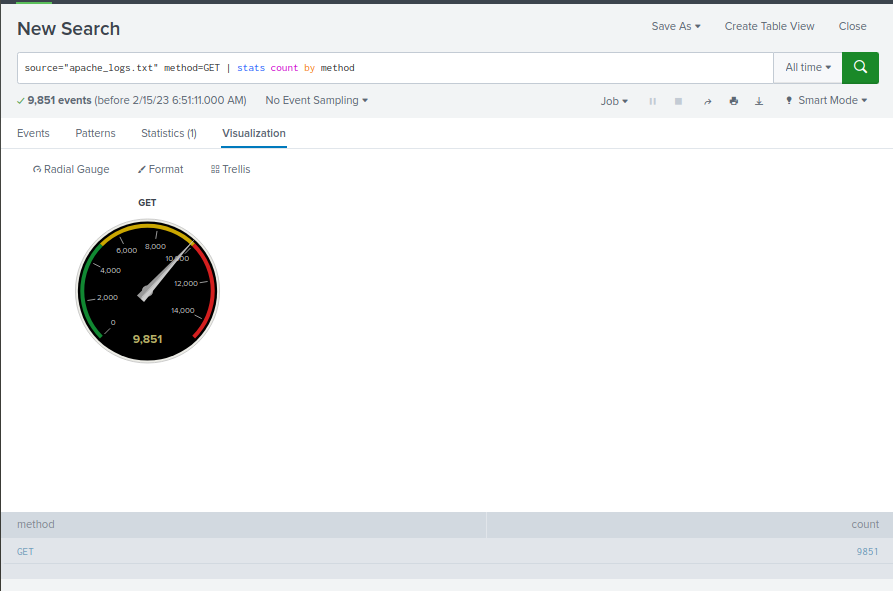 New Search
Save As
Create Table View
Close
source="apache_logs.txt" method=GET | stats count by method
All time
9,851 events (before 2/15/23 6:51:11.000 AM)
No Event Sampling
Job
Smart Mode
Events
Patterns
Statistics (1)
Visualization
Radial Gauge
Format
Trellis
GET
0
2,000
4,000
6,000
8,000
10,000
12,000
14,000
9,851
method
count
GET
9851